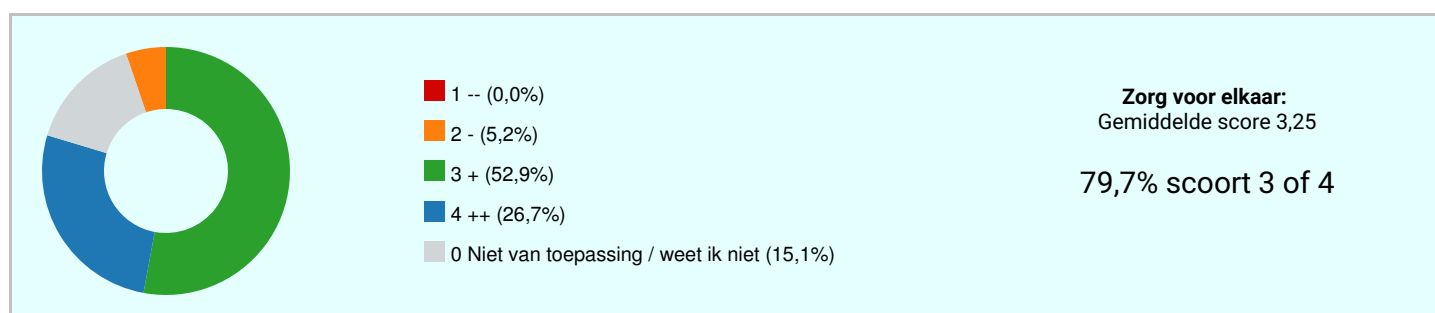 1 -- (0,0%)
2 - (5,2%)
3 + (52,9%)
4 ++ (26,7%)
0 Niet van toepassing / weet ik niet (15,1%)
Zorg voor elkaar:
Gemiddelde score 3,25
79,7% scoort 3 of 4